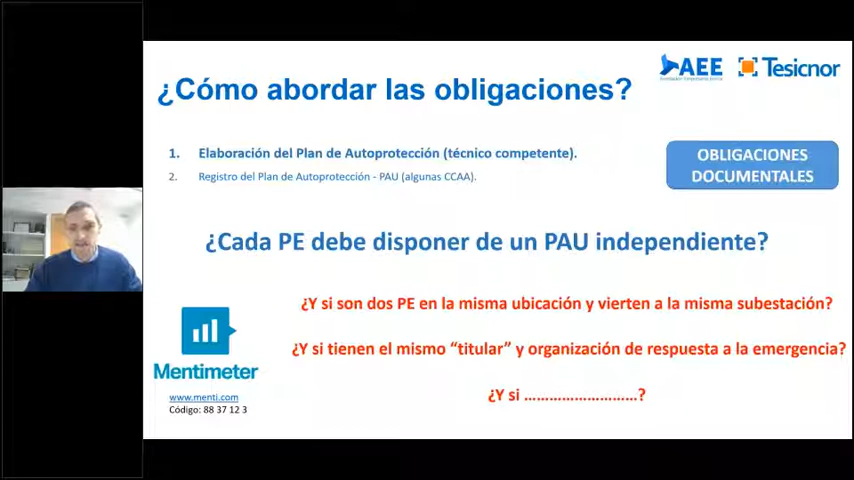 AEE
Tesicnor
¿Cómo abordar las obligaciones?
1. Elaboración del Plan de Autoprotección (técnico competente).
2. Registro del Plan de Autoprotección - PAU (algunas CCAA).
OBLIGACIONES
DOCUMENTALES
¿Cada PE debe disponer de un PAU independiente?
¿Y si son dos PE en la misma ubicación y vierten a la misma subestación?
¿Y si tienen el mismo “titular” y organización de respuesta a la emergencia?
¿Y si ...........................?
Mentimeter
www.menti.com
Código: 88 37 12 3